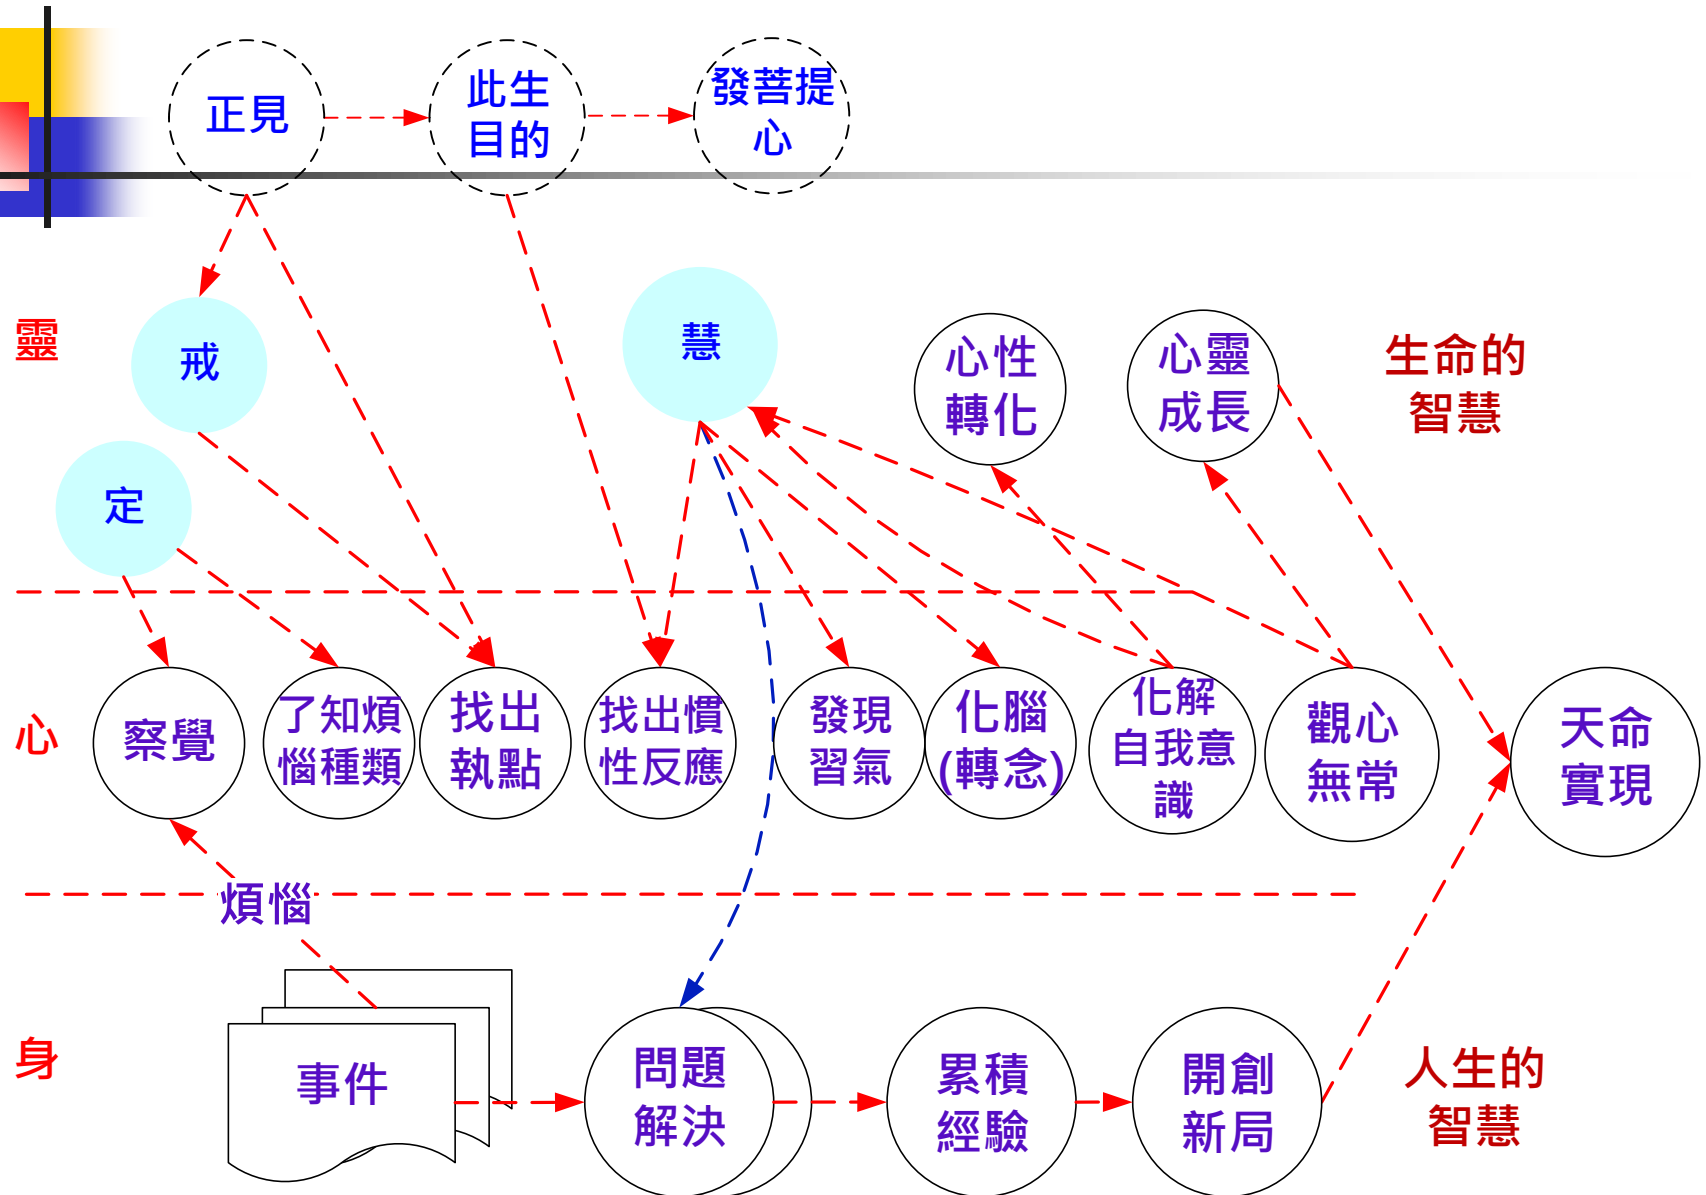 正見
此生
目的
發菩提
心
靈
戒
慧
心性
轉化
心靈
成長
生命的
智慧
定
心
察覺
了知煩
惱種類
找出
執點
找出慣
性反應
發現
習氣
化腦
(轉念)
化解
自我意
識
觀心
無常
天命
實現
煩惱
身
事件
問題
解決
累積
經驗
開創
新局
人生的
智慧